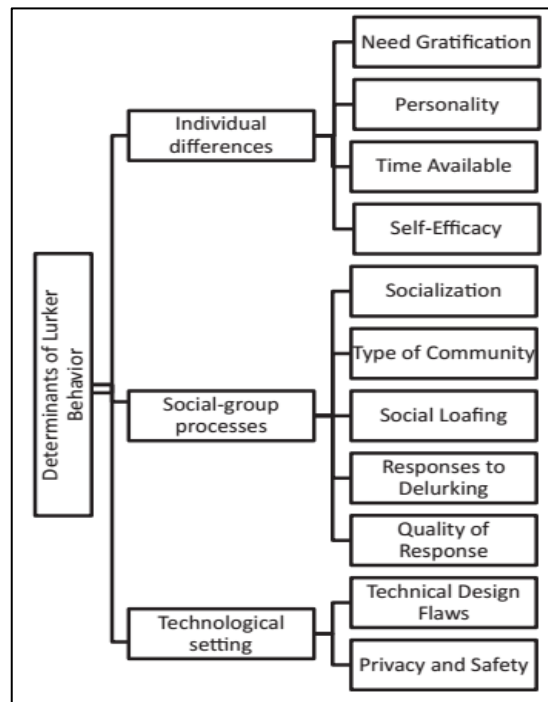 Determinants of Lurker
Behavior
Individual
differences
Need Gratification
Personality
Time Available
Self-Efficacy
Social-group
processes
Socialization
Type of Community
Social Loafing
Responses to
Delurking
Quality of
Response
Technological
setting
Technical Design
Flaws
Privacy and Safety